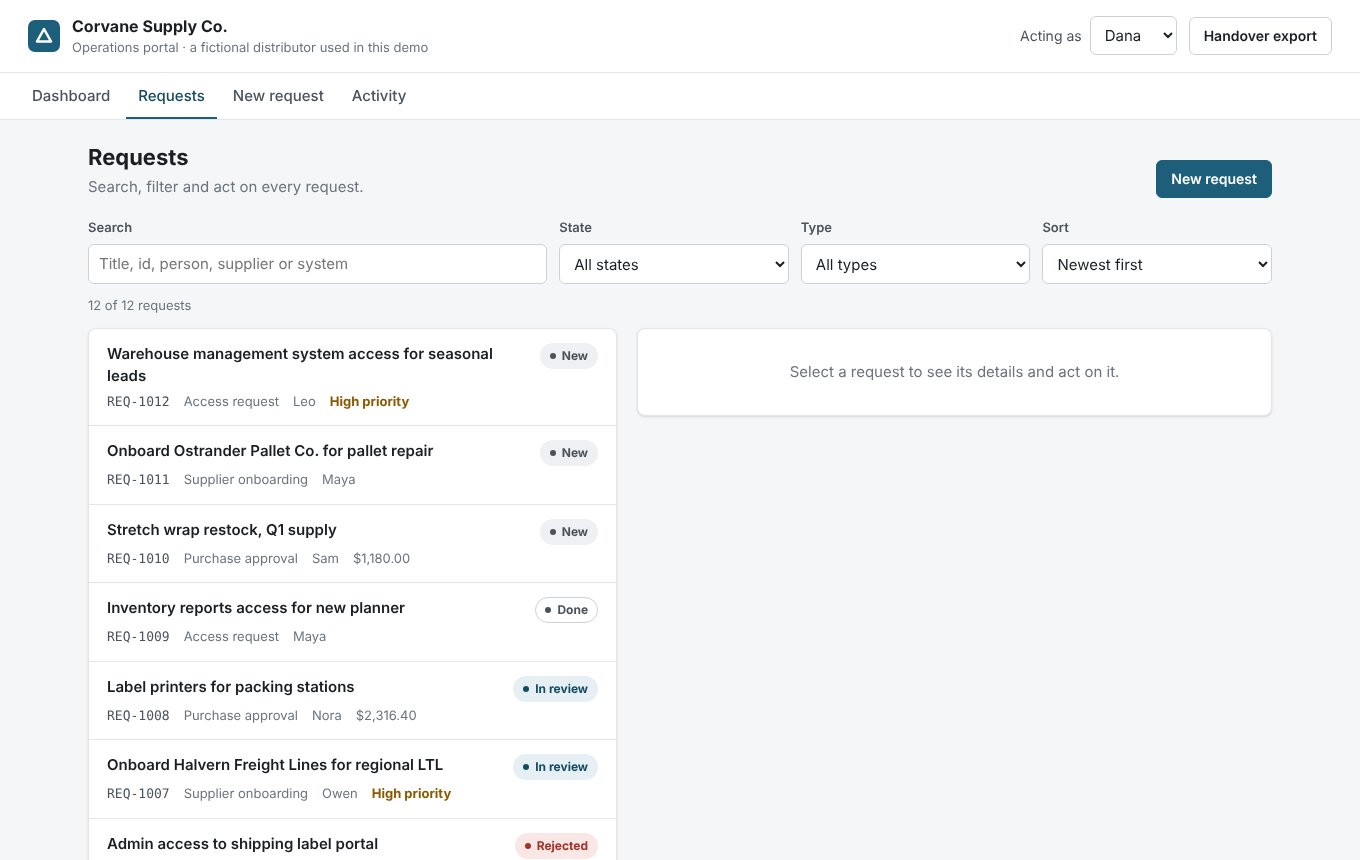 Corvane Supply Co.
Operations portal · a fictional distributor used in this demo
Acting as
Dana
Handover export
Dashboard
Requests
New request
Activity
Requests
Search, filter and act on every request.
New request
Search
State
Type
Sort
Title, id, person, supplier or system
All states
All types
Newest first
12 of 12 requests
Warehouse management system access for seasonal
leads
New
REQ-1012 Access request Leo High priority
Onboard Ostrander Pallet Co. for pallet repair
New
REQ-1011 Supplier onboarding Maya
Stretch wrap restock, Q1 supply
New
REQ-1010 Purchase approval Sam $1,180.00
Inventory reports access for new planner
Done
REQ-1009 Access request Maya
Label printers for packing stations
In review
REQ-1008 Purchase approval Nora $2,316.40
Onboard Halvern Freight Lines for regional LTL
In review
REQ-1007 Supplier onboarding Owen High priority
Admin access to shipping label portal
Rejected
Select a request to see its details and act on it.